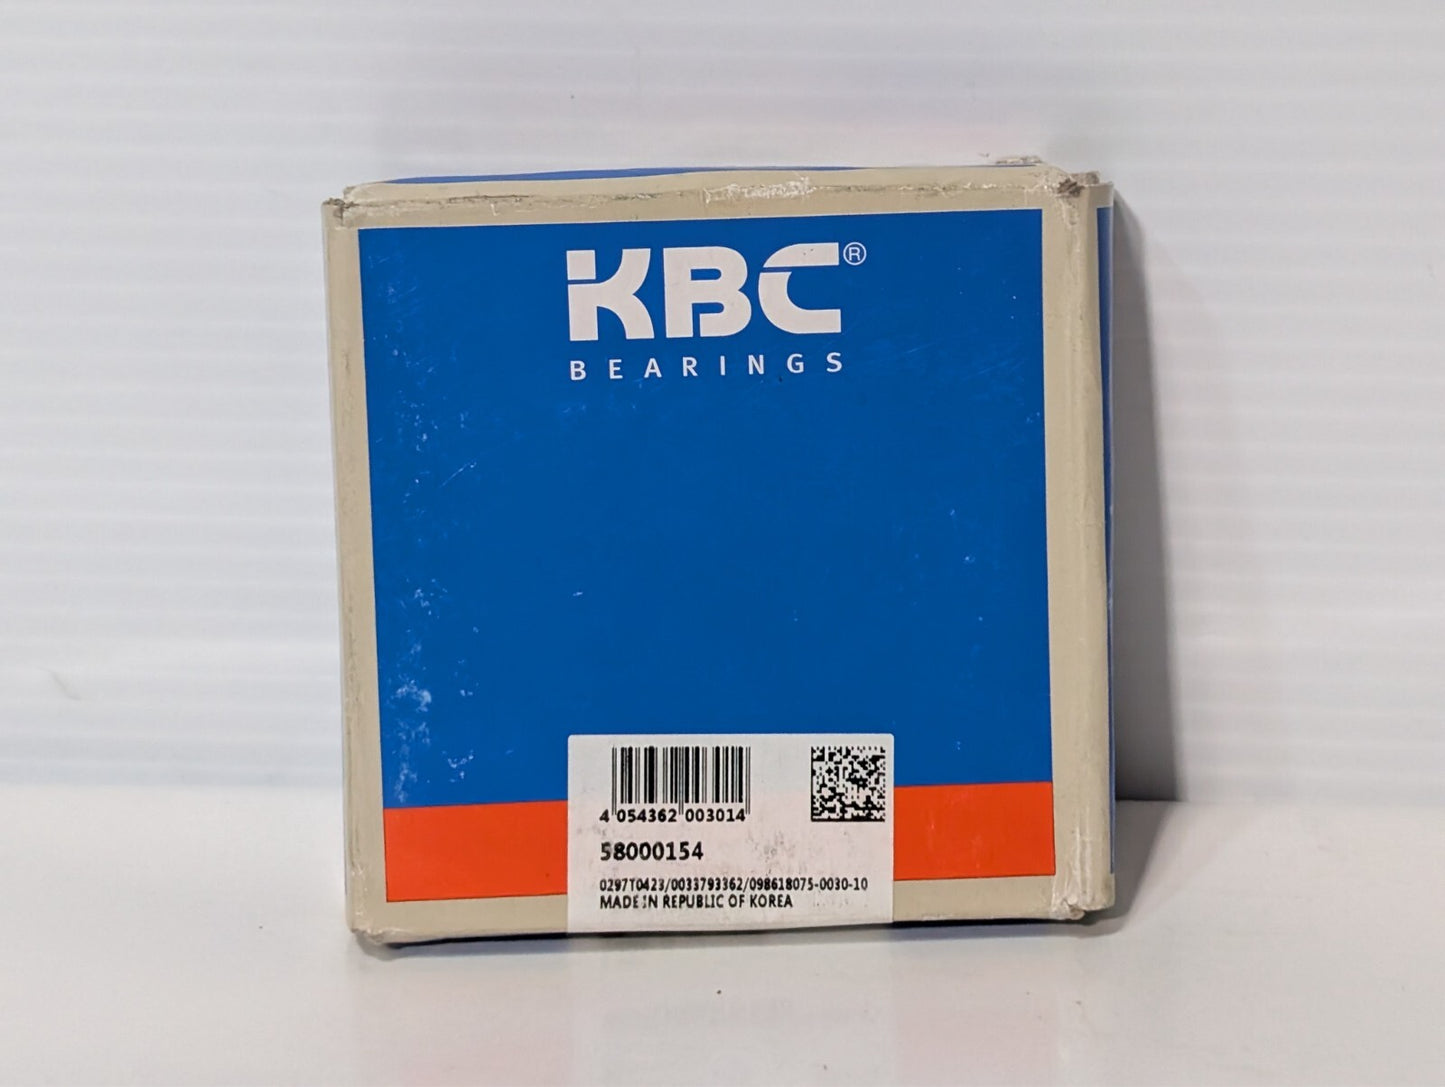 KBC®
BEARINGS
4 054362 003014
58000154
0297T0423/0033793362/098618075-0030-10
MADE IN REPUBLIC OF KOREA